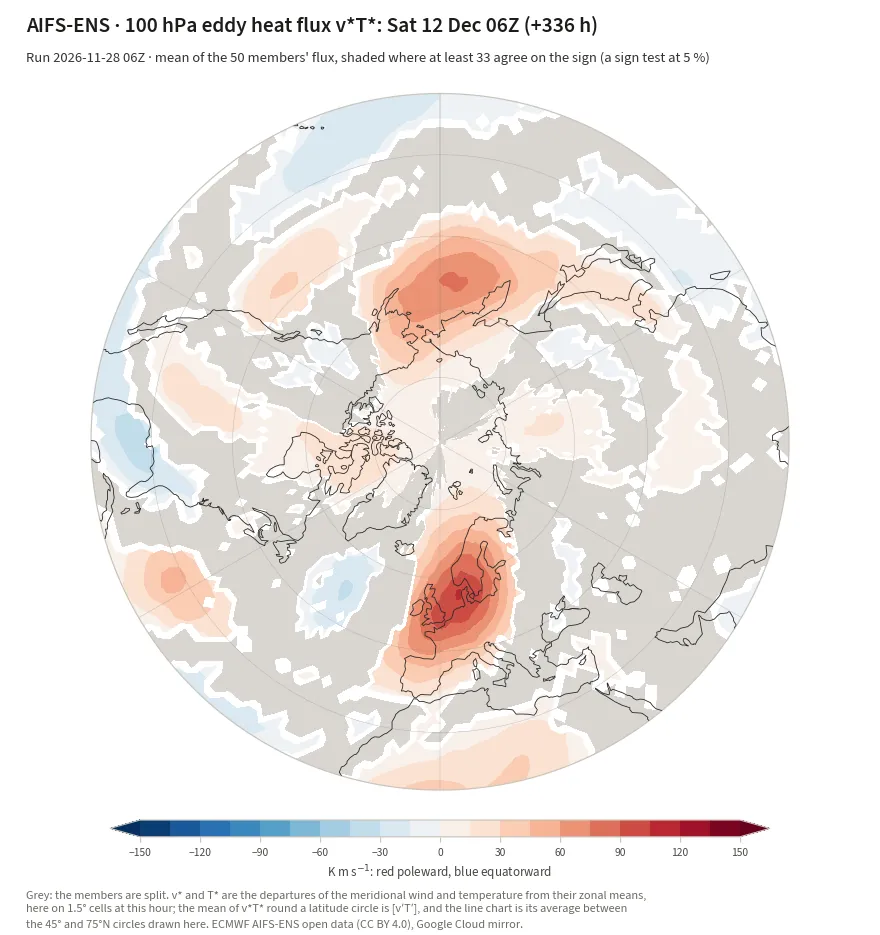 AIFS-ENS · 100 hPa eddy heat flux v*T*: Sat 12 Dec 06Z (+336 h)
Run 2026-11-28 06Z · mean of the 50 members' flux, shaded where at least 33 agree on the sign (a sign test at 5 %)
−150 −120 −90 −60 −30 0 30 60 90 120 150
K m s⁻¹: red poleward, blue equatorward
Grey: the members are split. v* and T* are the departures of the meridional wind and temperature from their zonal means,
here on 1.5° cells at this hour; the mean of v*T* round a latitude circle is [v′T′], and the line chart is its average between
the 45° and 75°N circles drawn here. ECMWF AIFS-ENS open data (CC BY 4.0), Google Cloud mirror.